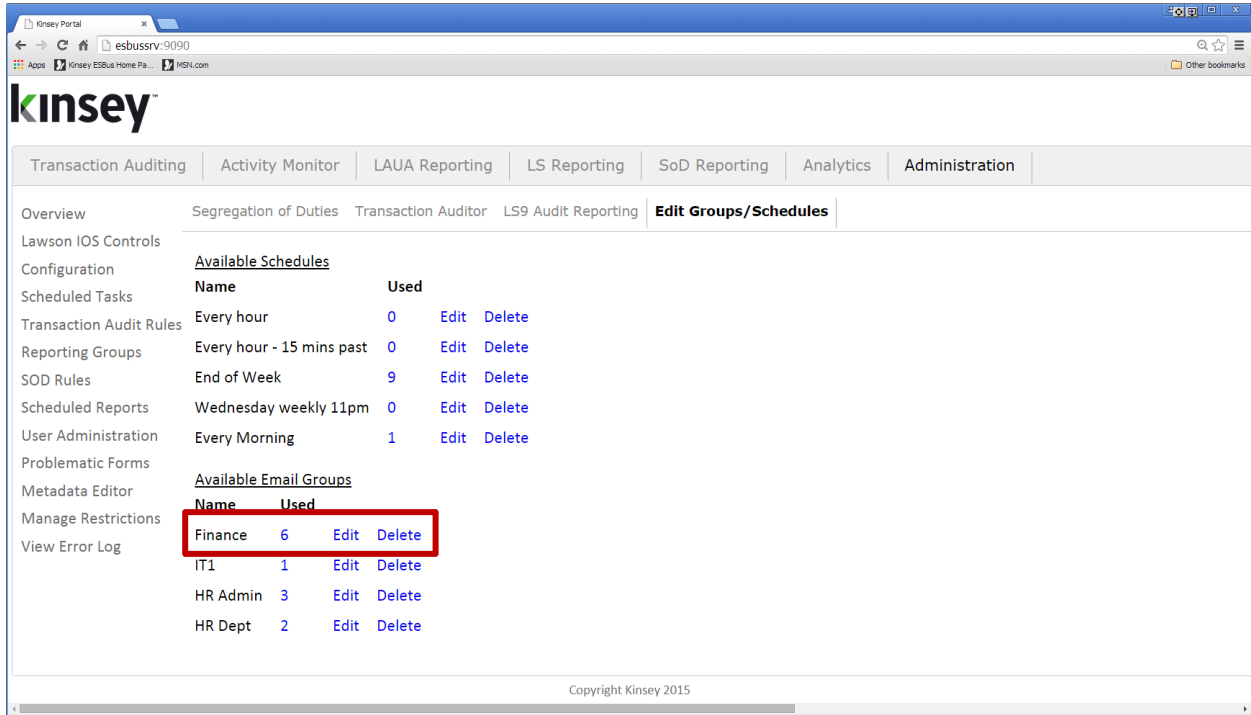 Kinsey Portal
esbussrv:9090
Apps Kinsey ESBus Home Pa... MSN.com Other bookmarks
kinsey™
Transaction Auditing Activity Monitor LAUA Reporting LS Reporting SoD Reporting Analytics Administration
Segregation of Duties Transaction Auditor LS9 Audit Reporting Edit Groups/Schedules
Overview
Lawson IOS Controls
Configuration
Scheduled Tasks
Transaction Audit Rules
Reporting Groups
SOD Rules
Scheduled Reports
User Administration
Problematic Forms
Metadata Editor
Manage Restrictions
View Error Log
Available Schedules
Name Used
Every hour 0 Edit Delete
Every hour - 15 mins past 0 Edit Delete
End of Week 9 Edit Delete
Wednesday weekly 11pm 0 Edit Delete
Every Morning 1 Edit Delete
Available Email Groups
Name Used
Finance 6 Edit Delete
IT1 1 Edit Delete
HR Admin 3 Edit Delete
HR Dept 2 Edit Delete
Copyright Kinsey 2015